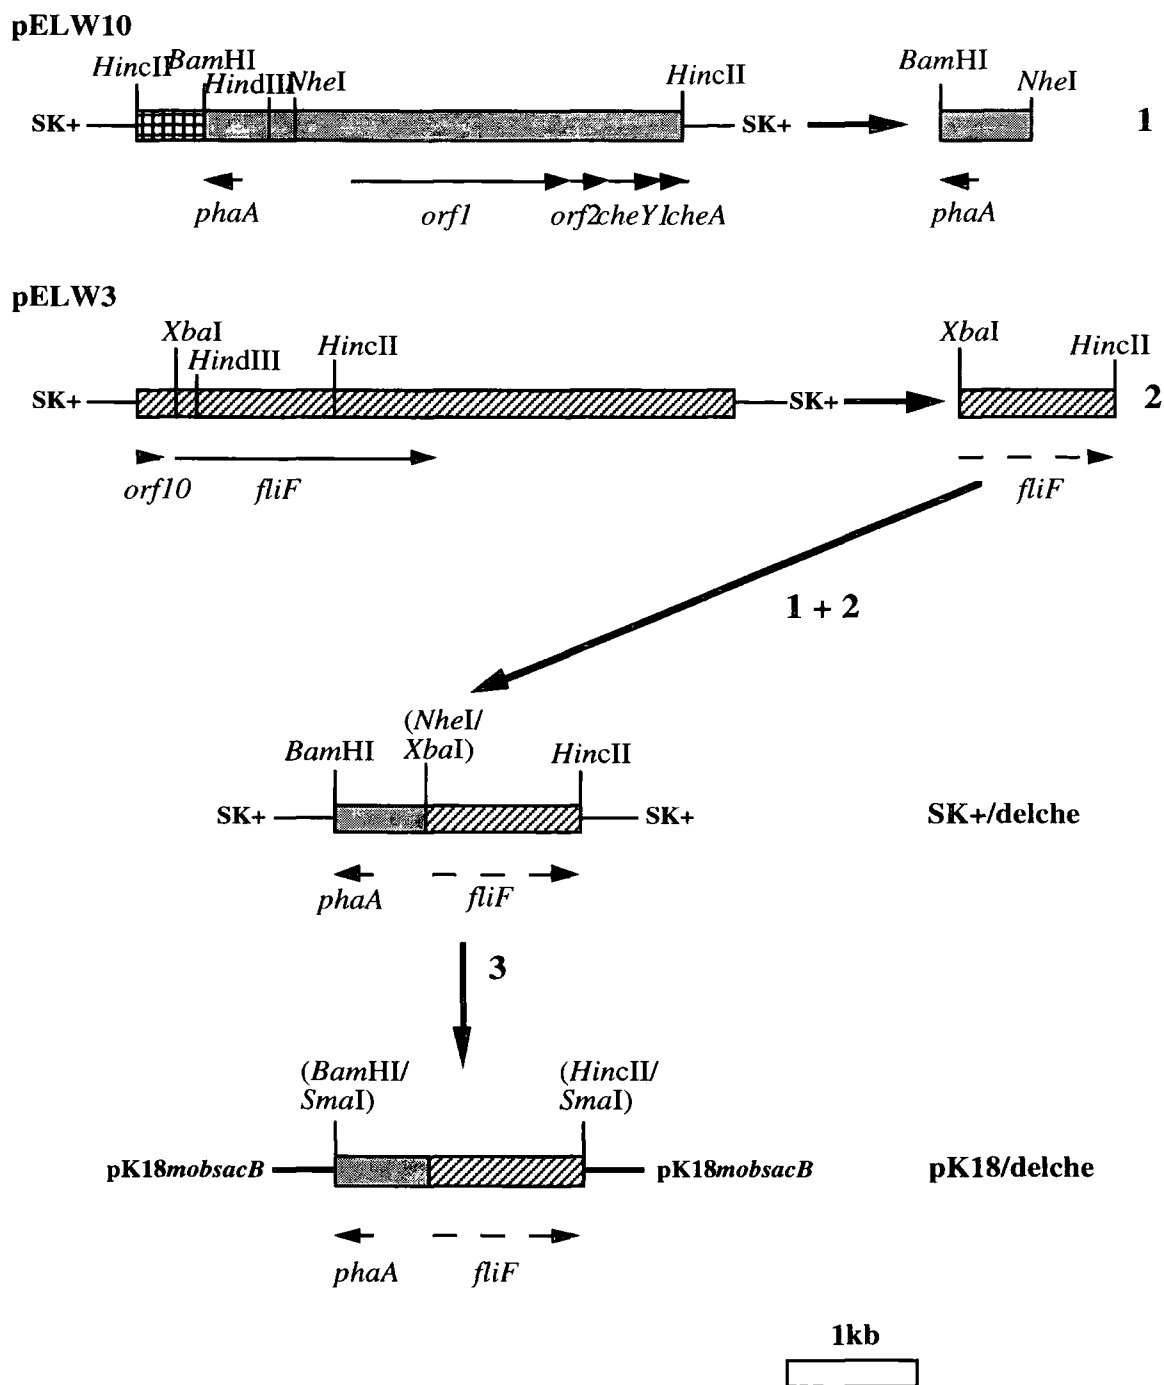 pELW10
HincII BamHI HindIII NheI HincII BamHI NheI
SK+ SK+ 1
phaA orf1 orf2 cheY1 cheA phaA
pELW3
XbaI HindIII HincII XbaI HincII
SK+ SK+ 2
orf10 fliF fliF
1 + 2
BamHI (NheI/
XbaI) HincII
SK+ SK+ SK+/delche
phaA fliF
3
(BamHI/
SmaI) (HincII/
SmaI)
pK18mobsacB pK18mobsacB pK18/delche
phaA fliF
1kb